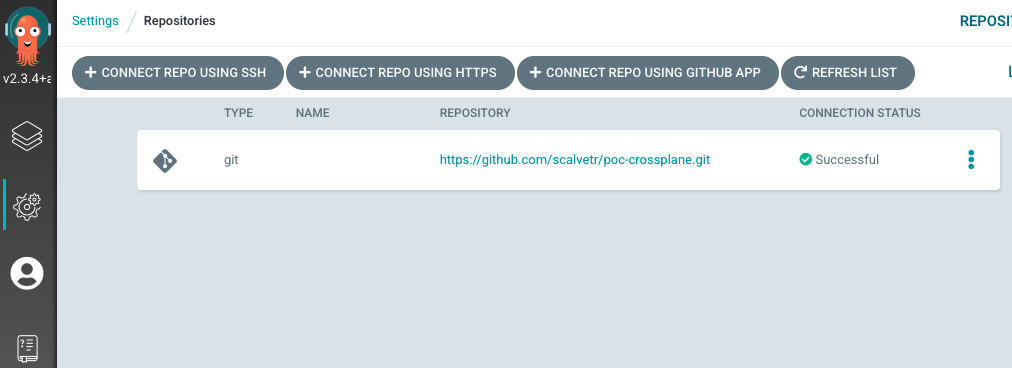 Settings / Repositories
REPOSIT
v2.3.4+a
CONNECT REPO USING SSH
CONNECT REPO USING HTTPS
CONNECT REPO USING GITHUB APP
REFRESH LIST
TYPE NAME REPOSITORY CONNECTION STATUS
git https://github.com/scalvetr/poc-crossplane.git Successful